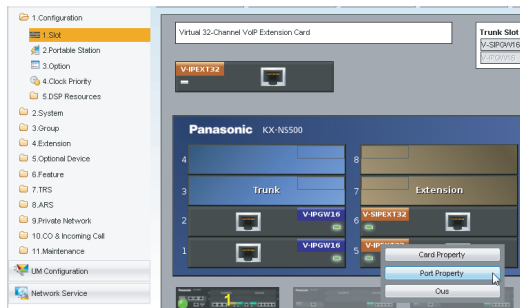 1.Configuration
1.Slot
2.Portable Station
3.Option
4.Clock Priority
5.DSP Resources
2.System
3.Group
4.Extension
5.Optional Device
6.Feature
7.TRS
8.ARS
9.Private Network
10.CO & Incoming Call
11.Maintenance
UM Configuration
Network Service
Virtual 32-Channel VoIP Extension Card
Trunk Slot
V-SIPGW16
V-IPGW16
V-IPEXT32
Panasonic KX-NS500
4
8
3 Trunk
7 Extension
2 V-IPGW16
6 V-SIPEXT32
1 V-IPGW16
5
Card Property
Port Property
Ous
1